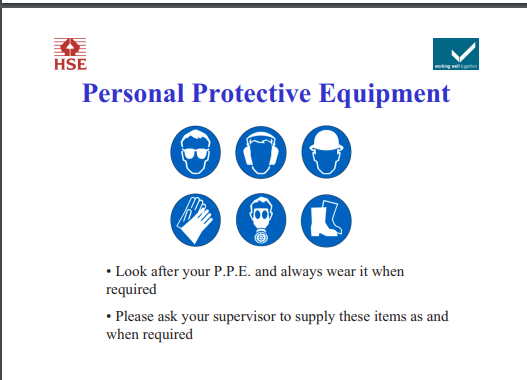 HSE
working well together
Personal Protective Equipment
• Look after your P.P.E. and always wear it when
required
• Please ask your supervisor to supply these items as and
when required